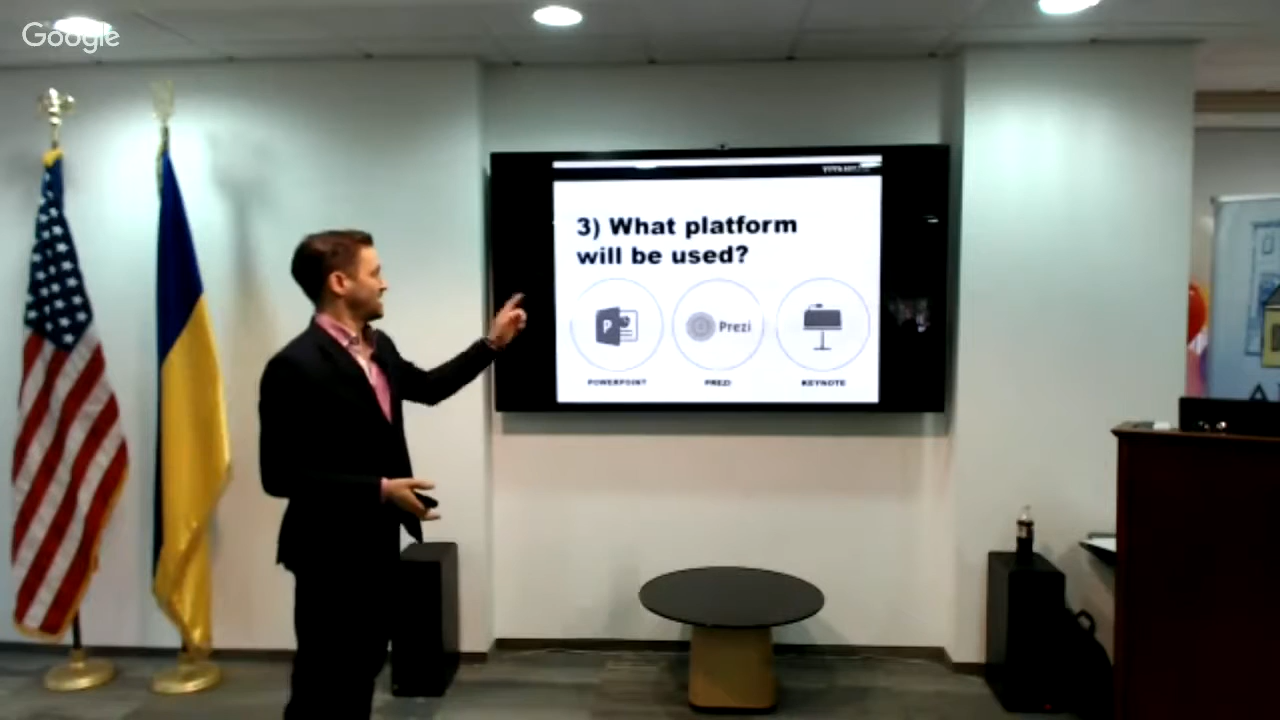 Google
3) What platform
will be used?
P
Prezi
POWERPOINT
PREZI
KEYNOTE